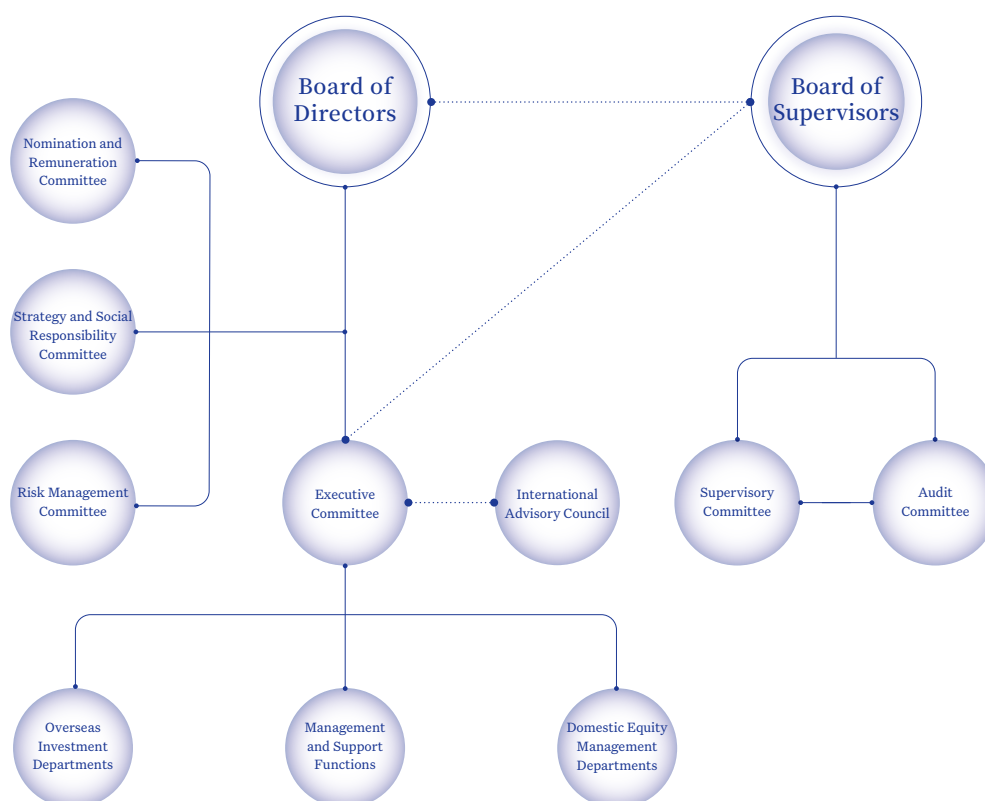 Board of
Directors
Board of
Supervisors
Nomination and
Remuneration
Committee
Strategy and Social
Responsibility
Committee
Risk Management
Committee
Executive
Committee
International
Advisory Council
Supervisory
Committee
Audit
Committee
Overseas
Investment
Departments
Management
and Support
Functions
Domestic Equity
Management
Departments